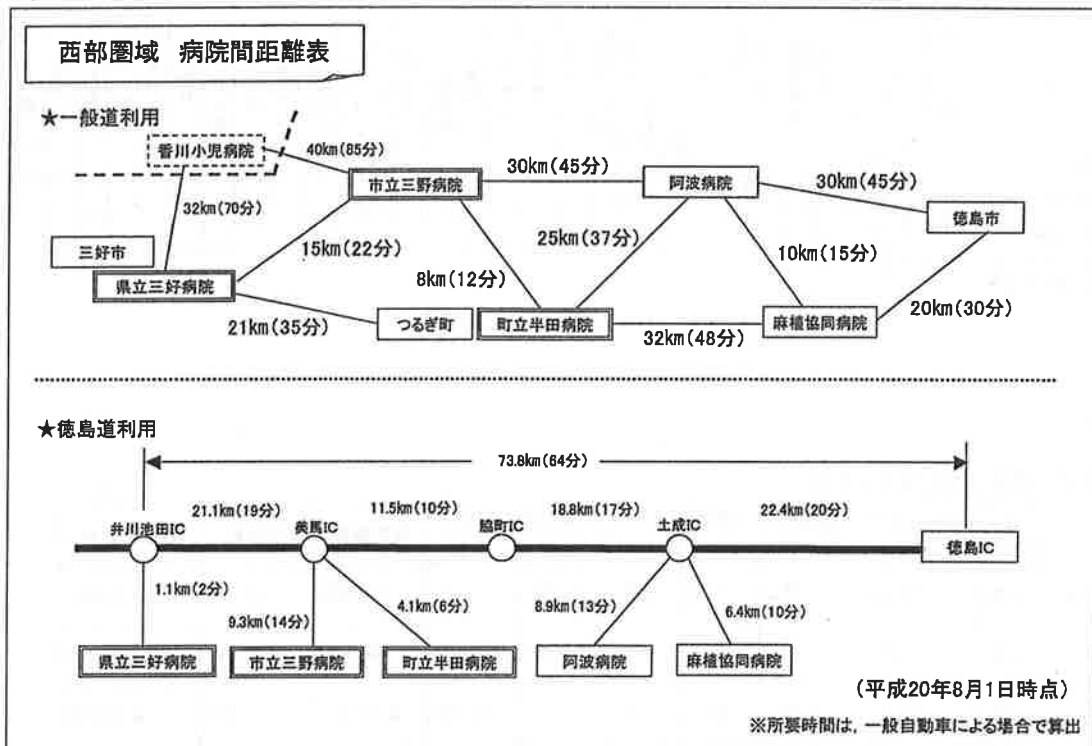 西部圏域 病院間距離表
★一般道利用
香川小児病院
40km(85分)
市立三野病院
30km(45分)
阿波病院
30km(45分)
徳島市
32km(70分)
三好市
県立三好病院
15km(22分)
8km(12分)
25km(37分)
10km(15分)
20km(30分)
21km(35分)
つるぎ町
町立半田病院
32km(48分)
麻植協同病院
★徳島道利用
73.8km(64分)
21.1km(19分)
11.5km(10分)
18.8km(17分)
22.4km(20分)
井川池田IC
美馬IC
脇町IC
土成IC
徳島IC
1.1km(2分)
9.3km(14分)
4.1km(6分)
8.9km(13分)
6.4km(10分)
県立三好病院
市立三野病院
町立半田病院
阿波病院
麻植協同病院
(平成20年8月1日時点)
※所要時間は，一般自動車による場合で算出